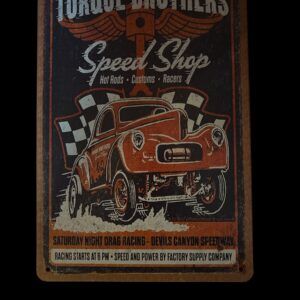 TORQUE BROTHERS
Speed Shop
Hot Rods • Customs • Racers
SATURDAY NIGHT DRAG RACING - DEVILS CANYON SPEEDWAY
RACING STARTS AT 8 PM • SPEED AND POWER BY FACTORY SUPPLY COMPANY